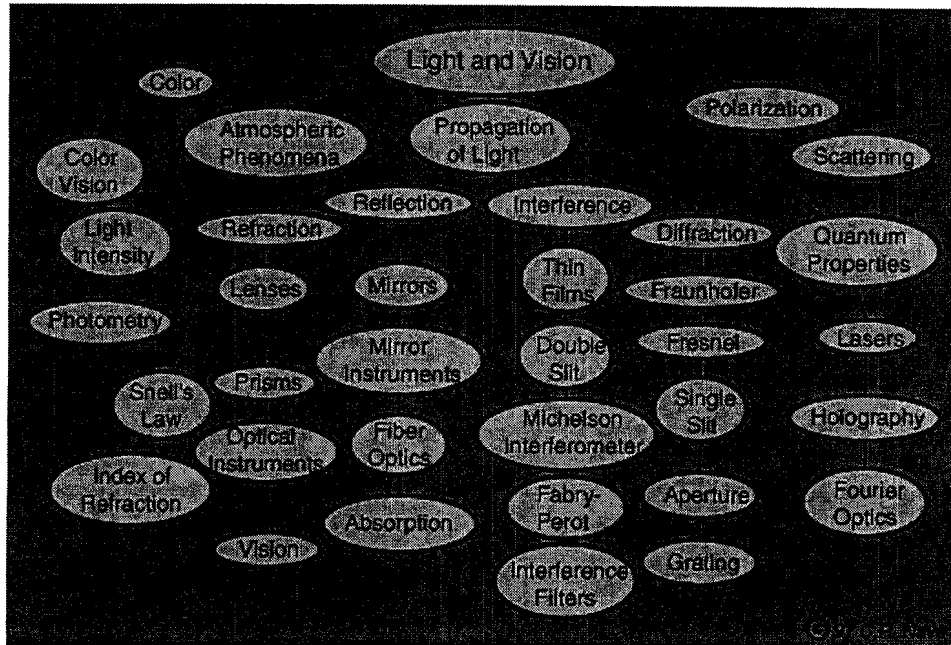 Light and Vision
Color
Polarization
Atmospheric
Phenomena
Propagation
of Light
Color
Vision
Scattering
Reflection
Interference
Light
Intensity
Refraction
Diffraction
Quantum
Properties
Thin
Films
Lenses
Mirrors
Fraunhofer
Photometry
Mirror
Instruments
Double
Slit
Fresnel
Lasers
Snell's
Law
Prisms
Single
Slit
Optical
Instruments
Fiber
Optics
Michelson
Interferometer
Holography
Index of
Refraction
Absorption
Fabry-
Perot
Aperture
Fourier
Optics
Vision
Interference
Filters
Grating